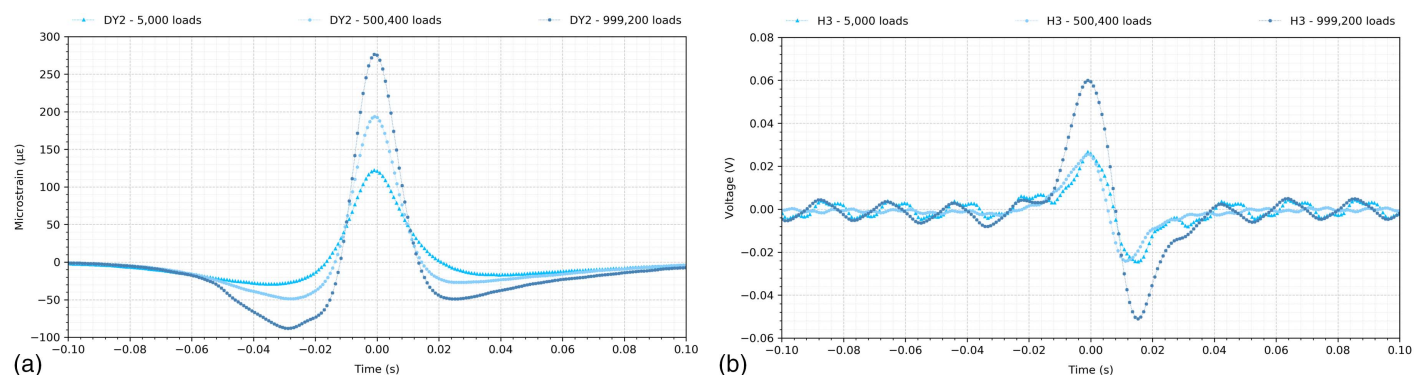 DY2 - 5,000 loads DY2 - 500,400 loads DY2 - 999,200 loads
300
250
200
150
100
50
0
−50
−100
Microstrain (με)
−0.10 −0.08 −0.06 −0.04 −0.02 0.00 0.02 0.04 0.06 0.08 0.10
Time (s)
(a)
H3 - 5,000 loads H3 - 500,400 loads H3 - 999,200 loads
0.08
0.06
0.04
0.02
0.00
−0.02
−0.04
−0.06
Voltage (V)
−0.10 −0.08 −0.06 −0.04 −0.02 0.00 0.02 0.04 0.06 0.08 0.10
Time (s)
(b)